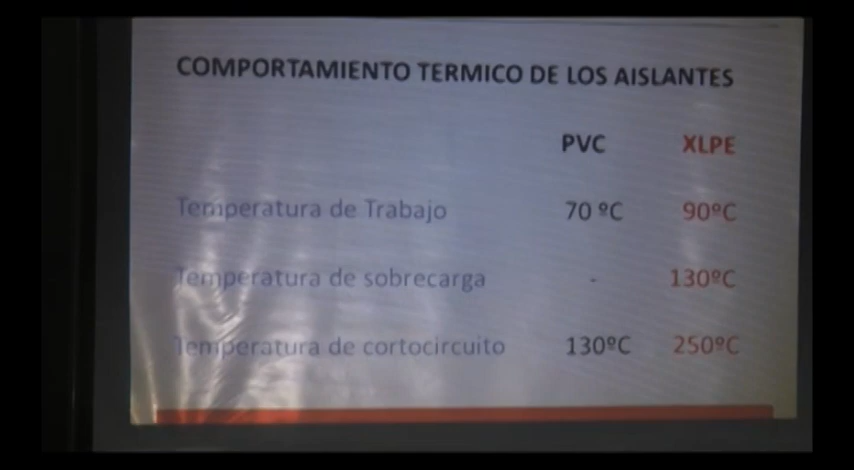 COMPORTAMIENTO TERMICO DE LOS AISLANTES
PVC XLPE
Temperatura de Trabajo 70 ºC 90ºC
Temperatura de sobrecarga - 130ºC
Temperatura de cortocircuito 130ºC 250ºC